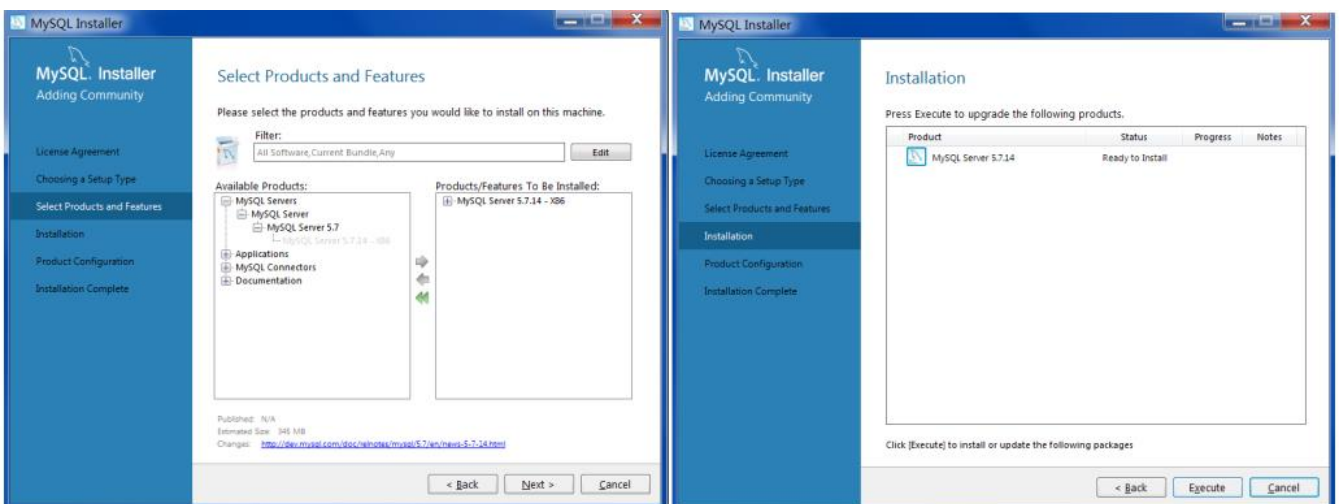 MySQL Installer
MySQL. Installer
Adding Community
License Agreement
Choosing a Setup Type
Select Products and Features
Installation
Product Configuration
Installation Complete
Select Products and Features
Please select the products and features you would like to install on this machine.
Filter:
All Software,Current Bundle,Any
Edit
Available Products:
MySQL Servers
MySQL Server
MySQL Server 5.7
MySQL Server 5.7.14 - X86
Applications
MySQL Connectors
Documentation
Products/Features To Be Installed:
MySQL Server 5.7.14 - X86
Published: N/A
Estimated Size: 345 MB
Changes: http://dev.mysql.com/doc/relnotes/mysql/5.7/en/news-5-7-14.html
< Back Next > Cancel
MySQL Installer
MySQL. Installer
Adding Community
License Agreement
Choosing a Setup Type
Select Products and Features
Installation
Product Configuration
Installation Complete
Installation
Press Execute to upgrade the following products.
Product Status Progress Notes
MySQL Server 5.7.14 Ready to Install
Click [Execute] to install or update the following packages
< Back Execute Cancel